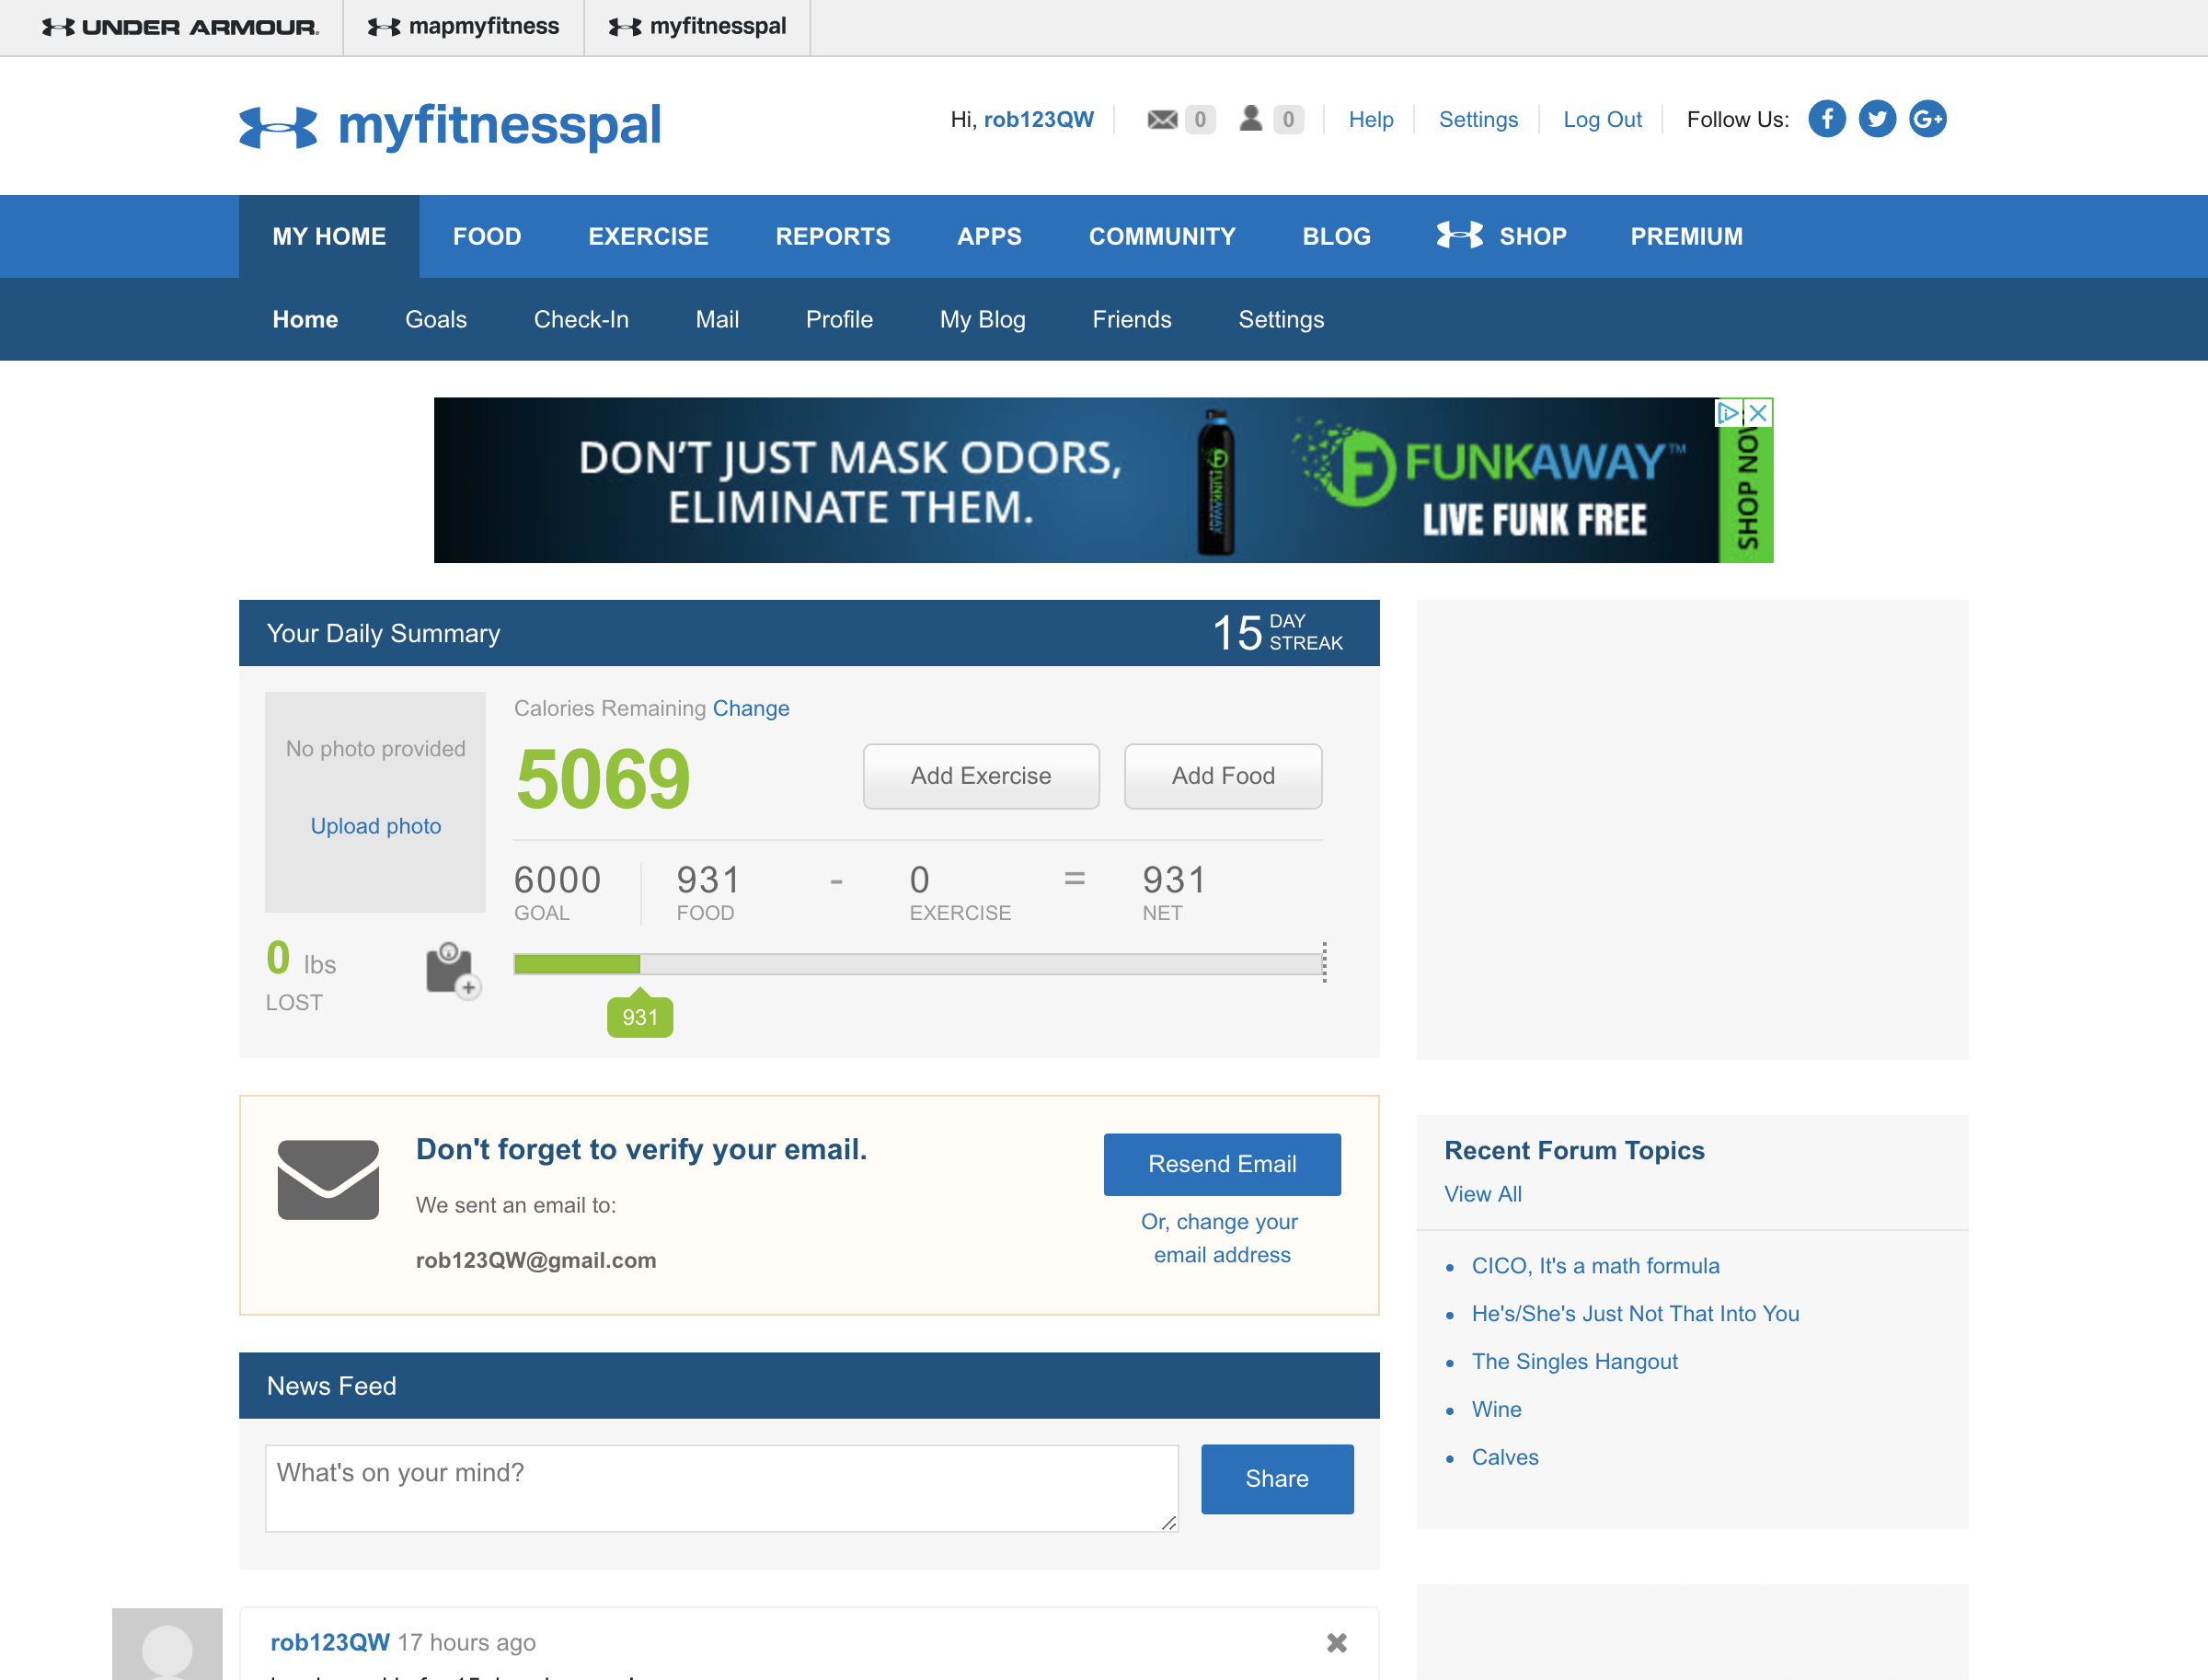 UNDER ARMOUR.
mapmyfitness
myfitnesspal
myfitnesspal
Hi, rob123QW
0
0
Help
Settings
Log Out
Follow Us:
f
G+
MY HOME
FOOD
EXERCISE
REPORTS
APPS
COMMUNITY
BLOG
SHOP
PREMIUM
Home
Goals
Check-In
Mail
Profile
My Blog
Friends
Settings
DON'T JUST MASK ODORS,
ELIMINATE THEM.
FUNKAWAY
F FUNKAWAY™
LIVE FUNK FREE
SHOP NOW
Your Daily Summary
15 DAY
STREAK
No photo provided
Upload photo
Calories Remaining Change
5069
Add Exercise
Add Food
6000 931 - 0 = 931
GOAL FOOD EXERCISE NET
0 lbs
LOST
931
Don't forget to verify your email.
We sent an email to:
rob123QW@gmail.com
Resend Email
Or, change your
email address
News Feed
What's on your mind?
Share
rob123QW 17 hours ago
Recent Forum Topics
View All
CICO, It's a math formula
He's/She's Just Not That Into You
The Singles Hangout
Wine
Calves